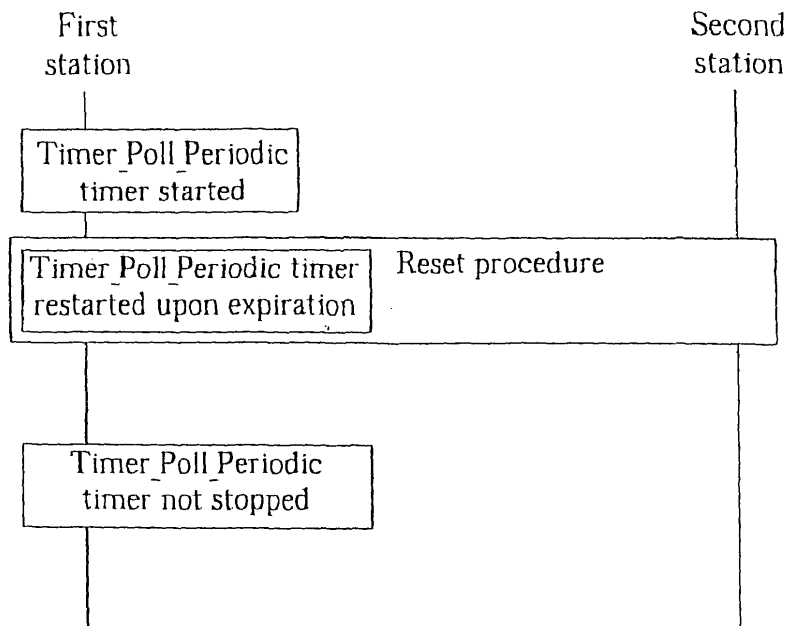 First
station
Second
station
Timer_Poll_Periodic
timer started
Timer_Poll_Periodic timer
restarted upon expiration
Reset procedure
Timer_Poll_Periodic
timer not stopped